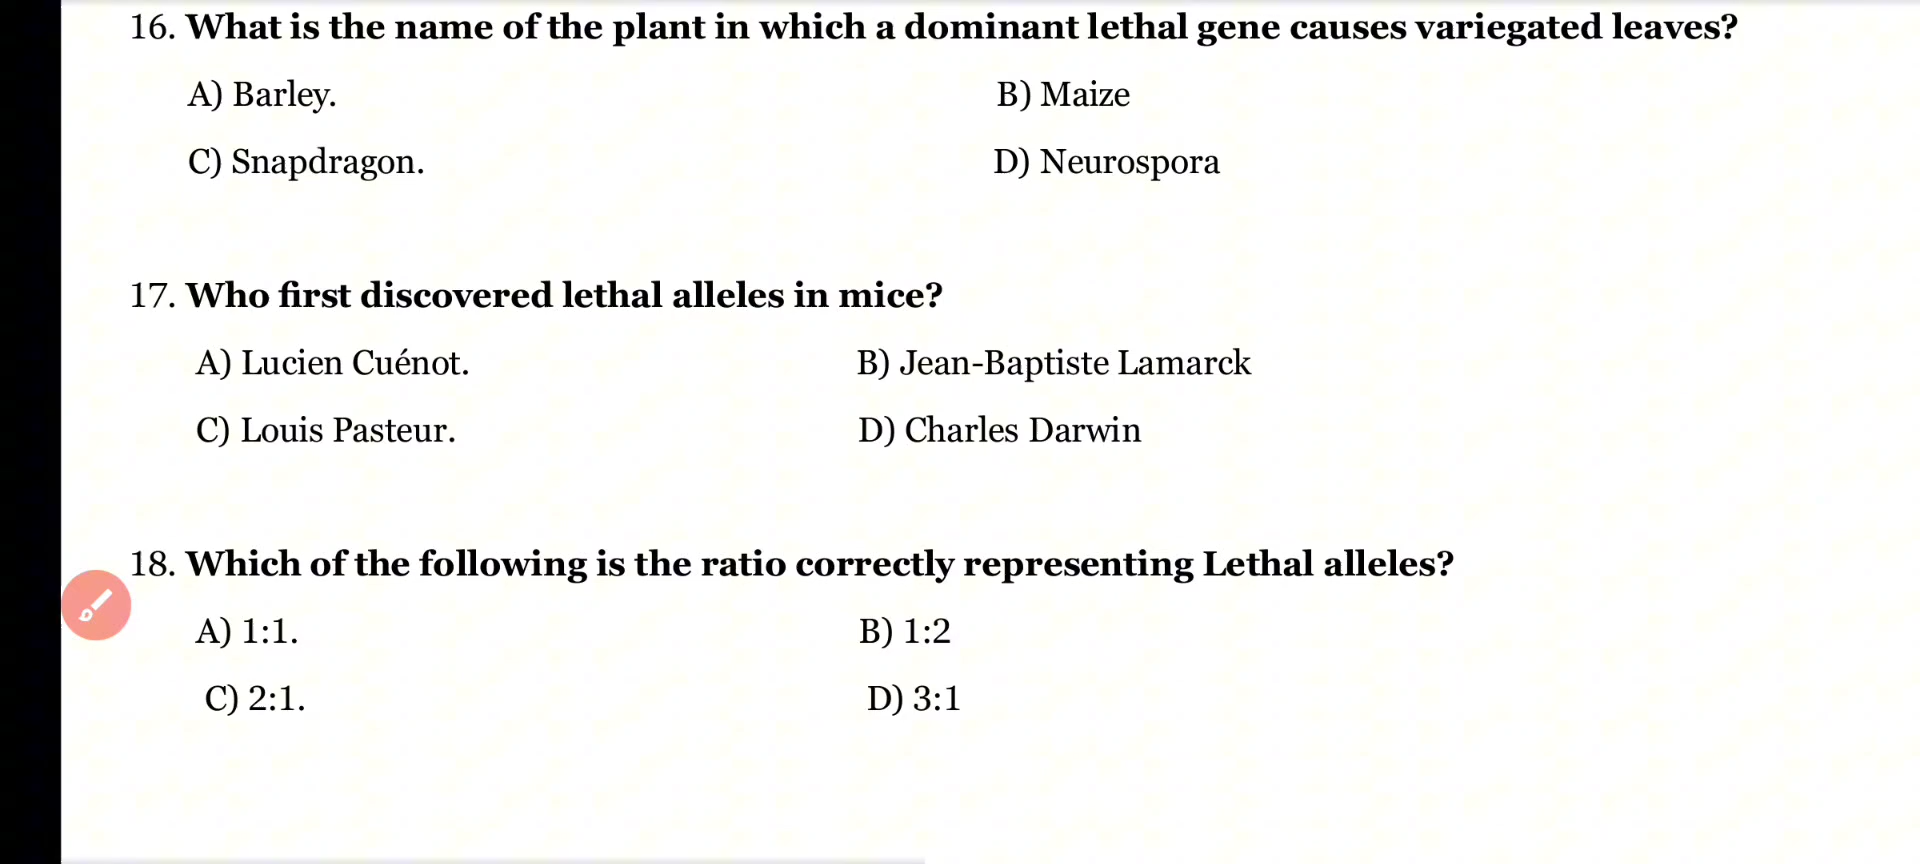 16. What is the name of the plant in which a dominant lethal gene causes variegated leaves?
A) Barley. B) Maize
C) Snapdragon. D) Neurospora
17. Who first discovered lethal alleles in mice?
A) Lucien Cuénot. B) Jean-Baptiste Lamarck
C) Louis Pasteur. D) Charles Darwin
18. Which of the following is the ratio correctly representing Lethal alleles?
A) 1:1. B) 1:2
C) 2:1. D) 3:1